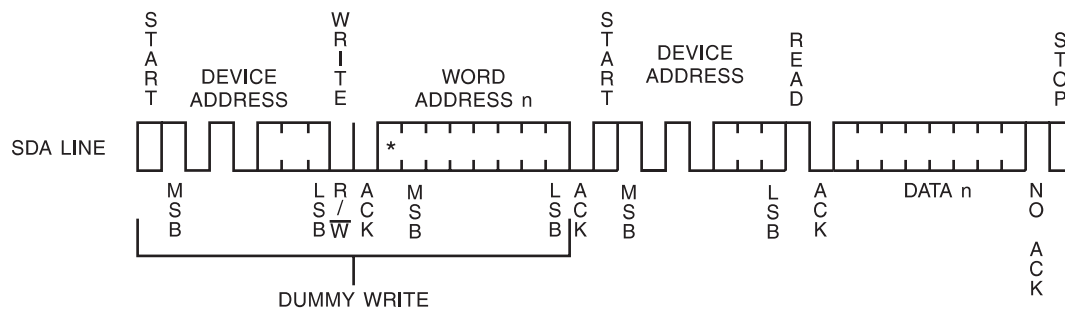 START
WRITE
START
READ
STOP
DEVICE
ADDRESS
WORD
ADDRESS n
DEVICE
ADDRESS
SDA LINE
*
MSB
LSB
R/W
ACK
MSB
LSB
ACK
MSB
LSB
ACK
DATA n
NO ACK
DUMMY WRITE